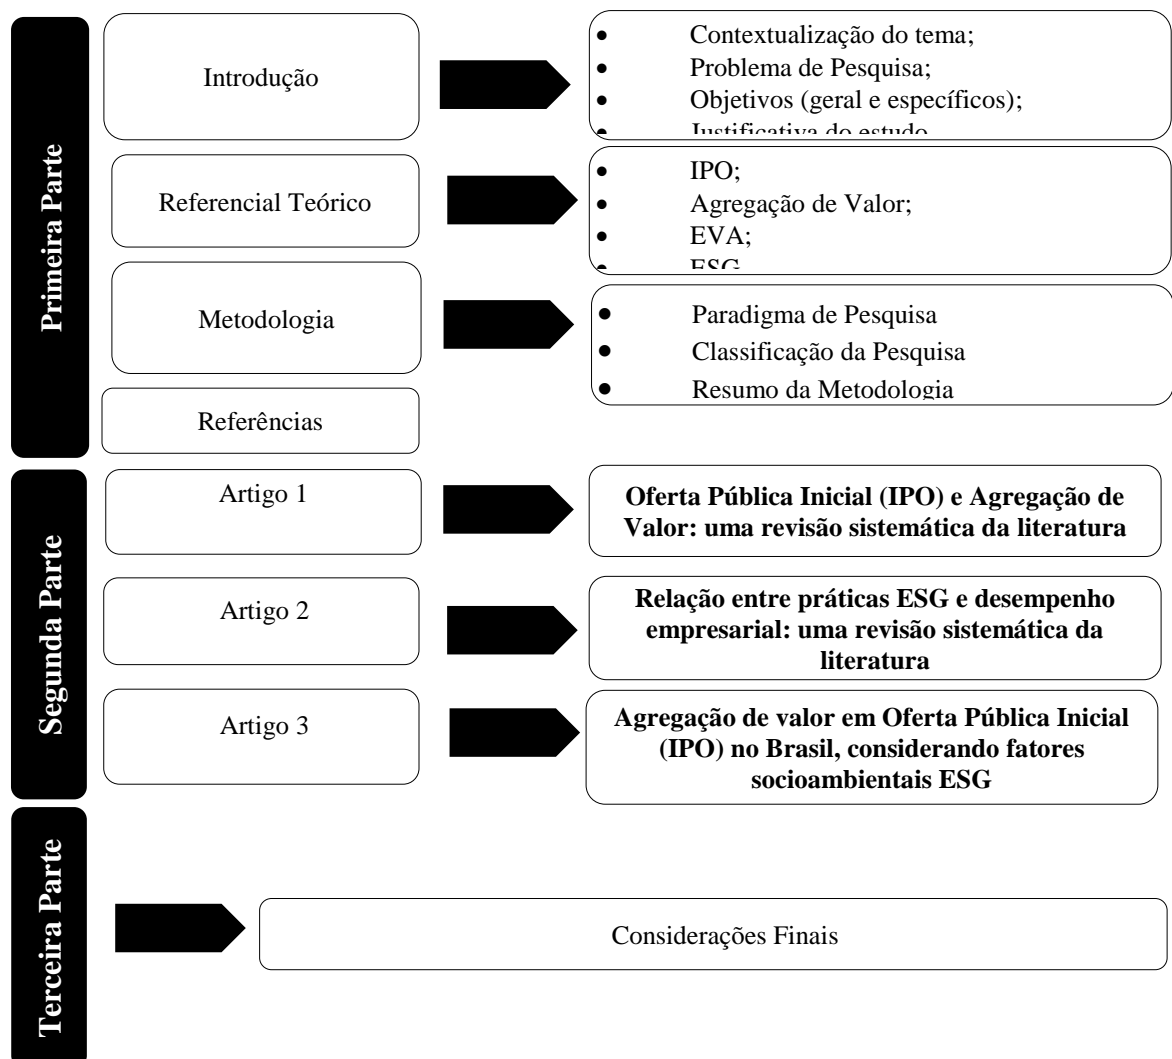 Primeira Parte
Introdução
• Contextualização do tema;
• Problema de Pesquisa;
• Objetivos (geral e específicos);
• Justificativa do estudo
Referencial Teórico
• IPO;
• Agregação de Valor;
• EVA;
• ESG
Metodologia
• Paradigma de Pesquisa
• Classificação da Pesquisa
• Resumo da Metodologia
Referências
Segunda Parte
Artigo 1
Oferta Pública Inicial (IPO) e Agregação de
Valor: uma revisão sistemática da literatura
Artigo 2
Relação entre práticas ESG e desempenho
empresarial: uma revisão sistemática da
literatura
Artigo 3
Agregação de valor em Oferta Pública Inicial
(IPO) no Brasil, considerando fatores
socioambientais ESG
Terceira Parte
Considerações Finais